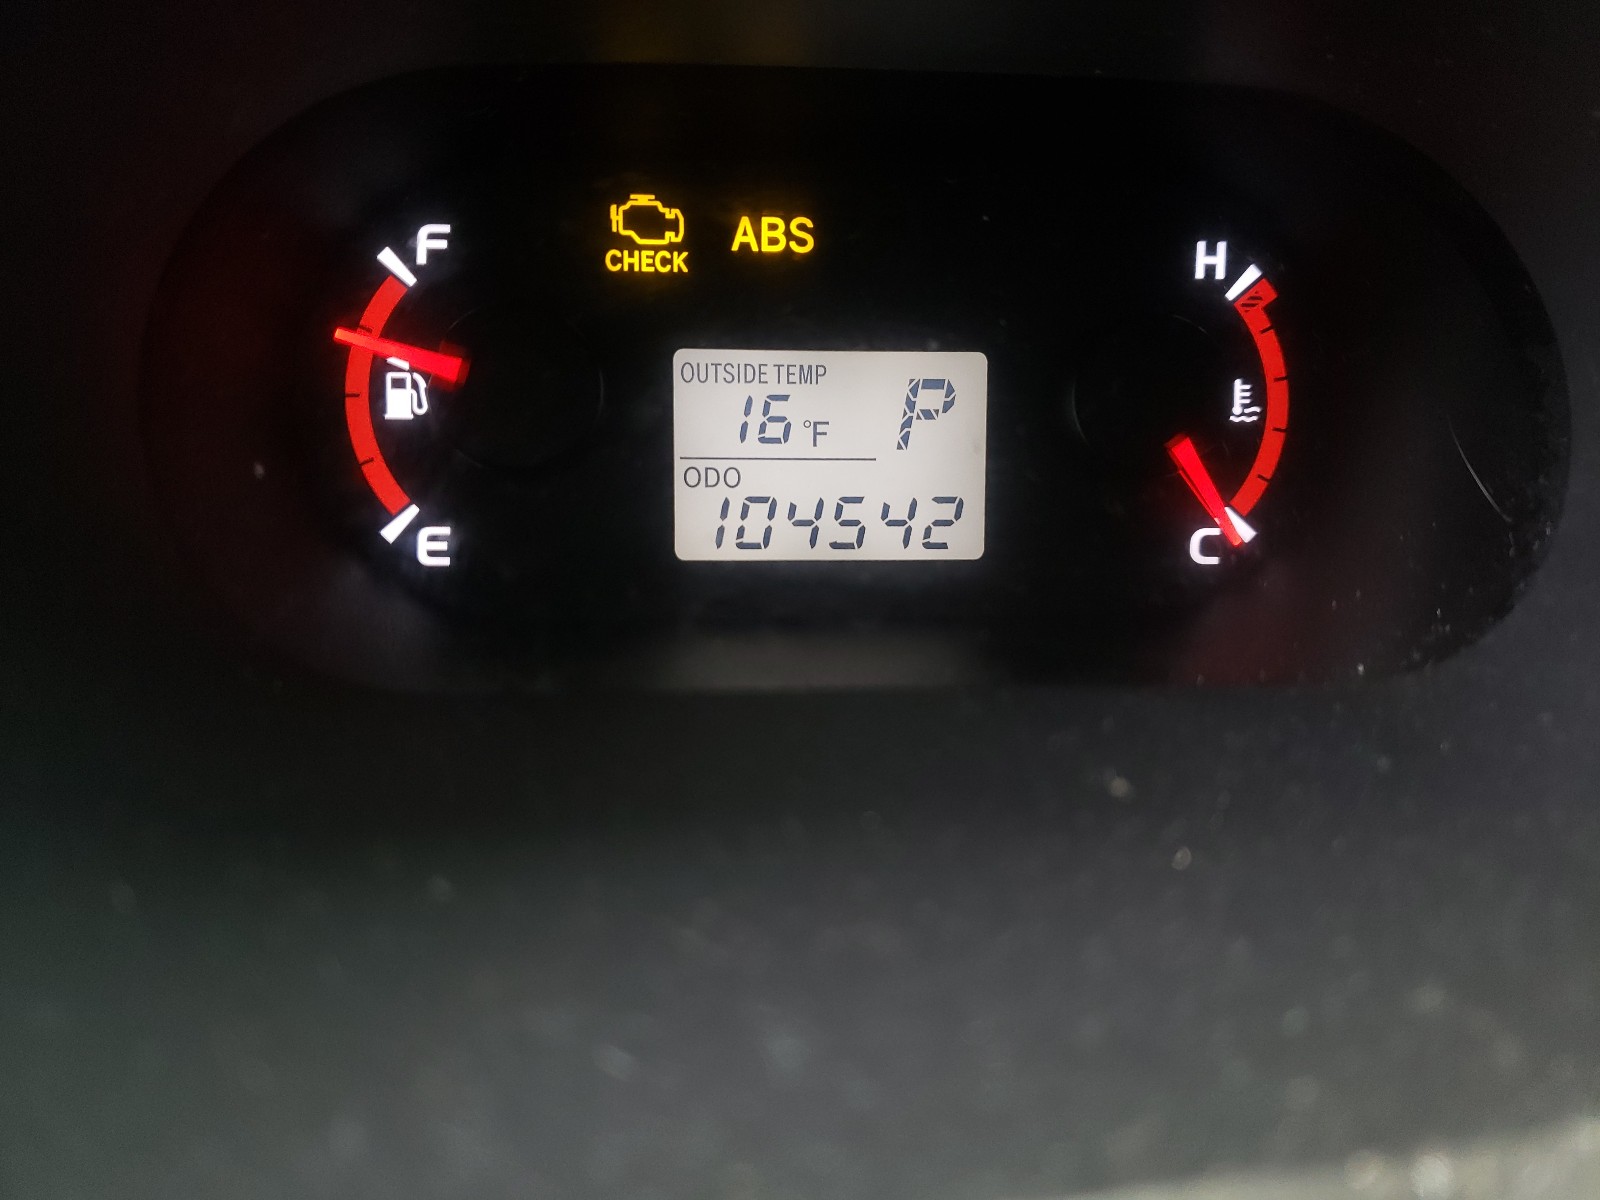 F
CHECK
ABS
H
OUTSIDE TEMP
16 °F
P
ODO
104542
E
C